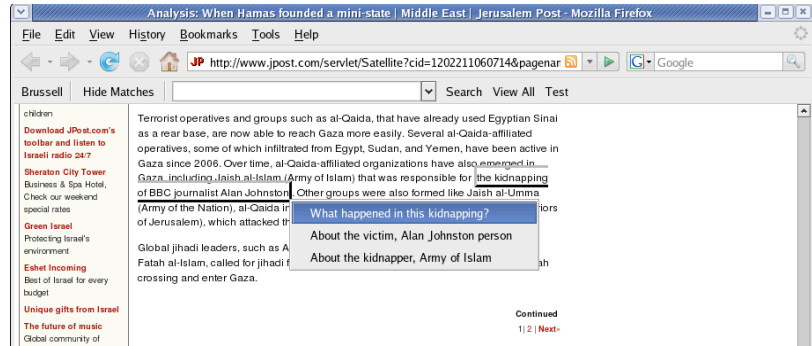 Analysis: When Hamas founded a mini-state | Middle East | Jerusalem Post - Mozilla Firefox
File Edit View History Bookmarks Tools Help
JP http://www.jpost.com/servlet/Satellite?cid=1202211060714&pagenar G Google
Brussell Hide Matches Search View All Test
children
Download JPost.com's
toolbar and listen to
Israeli radio 24/7
Sheraton City Tower
Business & Spa Hotel,
Check our weekend
special rates
Green Israel
Protecting Israel's
environment
Eshet Incoming
Best of Israel for every
budget
Unique gifts from Israel
The future of music
Global community of
Terrorist operatives and groups such as al-Qaida, that have already used Egyptian Sinai
as a rear base, are now able to reach Gaza more easily. Several al-Qaida-affiliated
operatives, some of which infiltrated from Egypt, Sudan, and Yemen, have been active in
Gaza since 2006. Over time, al-Qaida-affiliated organizations have also emerged in
Gaza, including Jaish al-Islam (Army of Islam) that was responsible for the kidnapping
of BBC journalist Alan Johnston. Other groups were also formed like Jaish al-Umma
(Army of the Nation), al-Qaida in riors
of Jerusalem), which attacked th
What happened in this kidnapping?
About the victim, Alan Johnston person
About the kidnapper, Army of Islam
Global jihadi leaders, such as A
Fatah al-Islam, called for jihadi f ah
crossing and enter Gaza.
Continued
1 | 2 | Next»